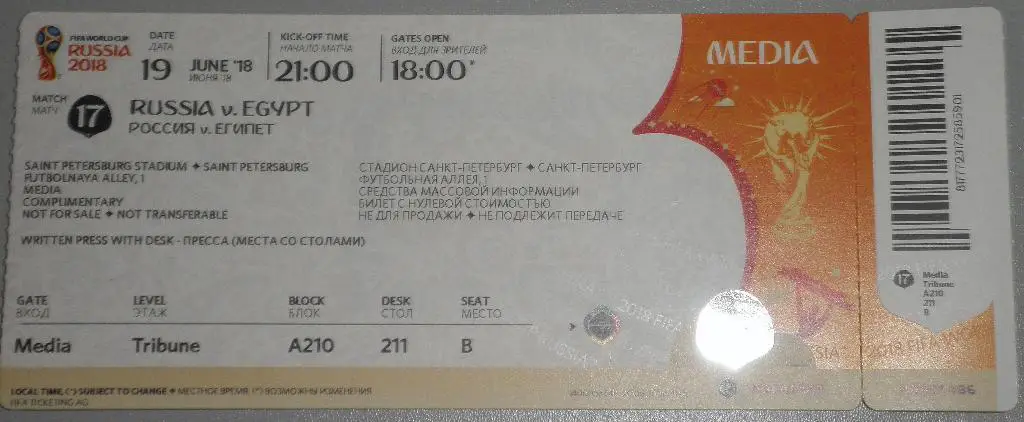 FIFA WORLD CUP
RUSSIA
2018
DATE
ДАТА
19 JUNE '18
ИЮНЯ '18
KICK-OFF TIME
НАЧАЛО МАТЧА
21:00
GATES OPEN
ВХОД ДЛЯ ЗРИТЕЛЕЙ
18:00*
MATCH
МАТЧ
17
RUSSIA v. EGYPT
РОССИЯ v. ЕГИПЕТ
SAINT PETERSBURG STADIUM ✦ SAINT PETERSBURG
FUTBOLNAYA ALLEY, 1
MEDIA
COMPLIMENTARY
NOT FOR SALE ✦ NOT TRANSFERABLE
СТАДИОН САНКТ-ПЕТЕРБУРГ ✦ САНКТ-ПЕТЕРБУРГ
ФУТБОЛЬНАЯ АЛЛЕЯ, 1
СРЕДСТВА МАССОВОЙ ИНФОРМАЦИИ
БИЛЕТ С НУЛЕВОЙ СТОИМОСТЬЮ
НЕ ДЛЯ ПРОДАЖИ ✦ НЕ ПОДЛЕЖИТ ПЕРЕДАЧЕ
WRITTEN PRESS WITH DESK - ПРЕССА (МЕСТА СО СТОЛАМИ)
GATE LEVEL BLOCK DESK SEAT
ВХОД ЭТАЖ БЛОК СТОЛ МЕСТО
Media Tribune A210 211 B
LOCAL TIME (*) SUBJECT TO CHANGE ✦ МЕСТНОЕ ВРЕМЯ. (*) ВОЗМОЖНЫ ИЗМЕНЕНИЯ
FIFA TICKETING AG
MEDIA
2018 FIFA
2018 FIFA W
8177723172585901
17
Media
Tribune
A210
211
B